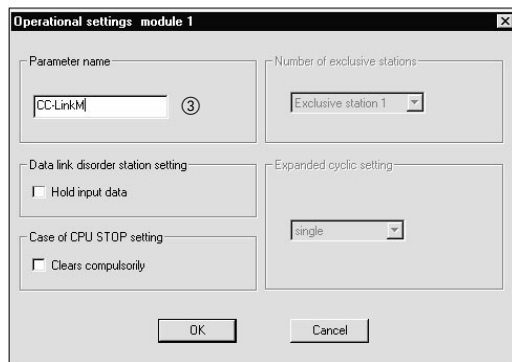 Operational settings module 1
Parameter name
CC-LinkM
③
Number of exclusive stations
Exclusive station 1
Data link disorder station setting
Hold input data
Expanded cyclic setting
single
Case of CPU STOP setting
Clears compulsorily
OK
Cancel